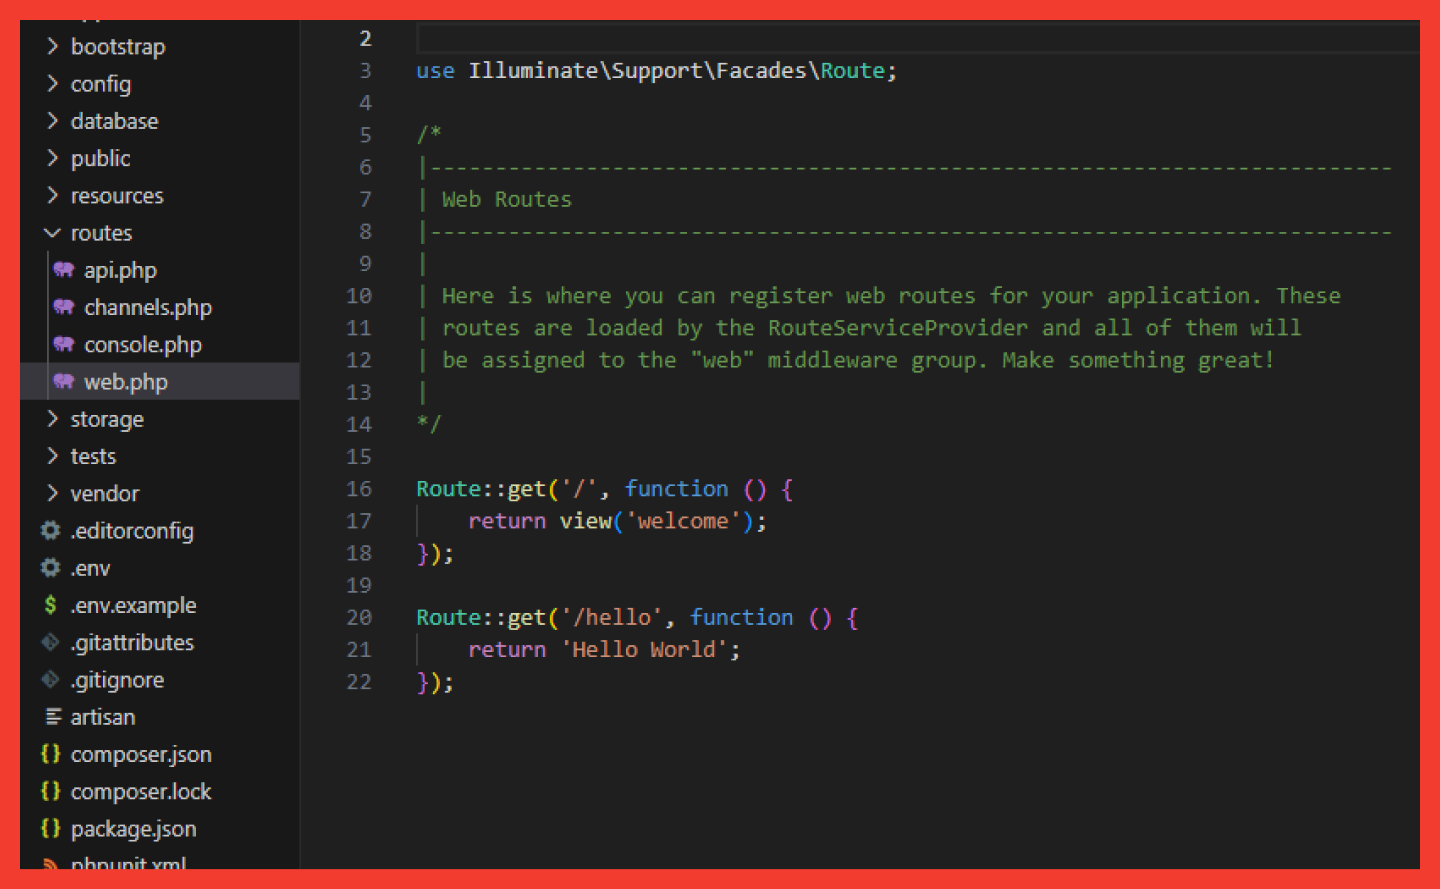 bootstrap
config
database
public
resources
routes
api.php
channels.php
console.php
web.php
storage
tests
vendor
.editorconfig
.env
.env.example
.gitattributes
.gitignore
artisan
composer.json
composer.lock
package.json
phpunit.xml
2
3 use Illuminate\Support\Facades\Route;
4
5 /*
6 |--------------------------------------------------------------------------
7 | Web Routes
8 |--------------------------------------------------------------------------
9 |
10 | Here is where you can register web routes for your application. These
11 | routes are loaded by the RouteServiceProvider and all of them will
12 | be assigned to the "web" middleware group. Make something great!
13 |
14 */
15
16 Route::get('/', function () {
17     return view('welcome');
18 });
19
20 Route::get('/hello', function () {
21     return 'Hello World';
22 });